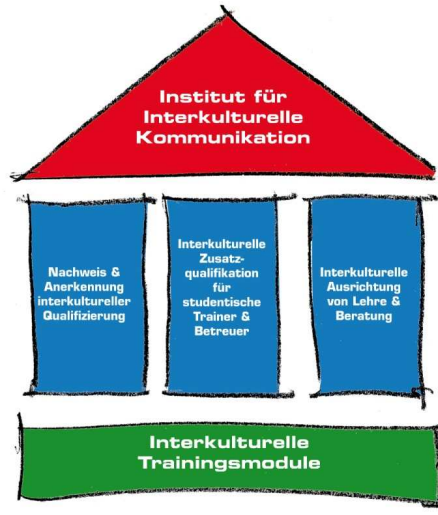 Institut für
Interkulturelle
Kommunikation
Nachweis &
Anerkennung
interkultureller
Qualifizierung
Interkulturelle
Zusatz-
qualifikation
für
studentische
Trainer &
Betreuer
Interkulturelle
Ausrichtung
von Lehre &
Beratung
Interkulturelle
Trainingsmodule